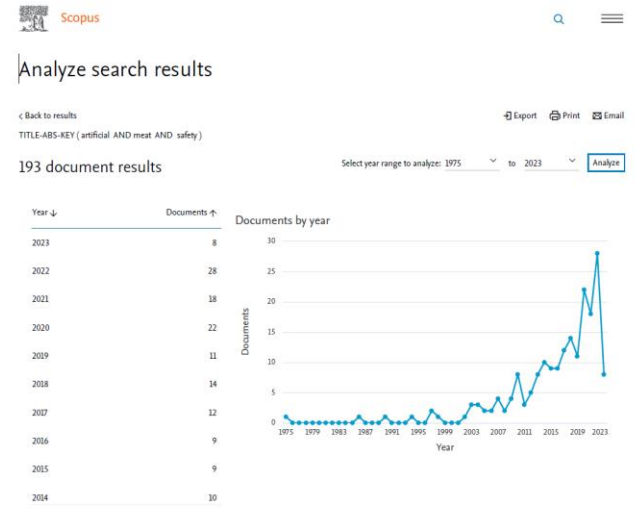 Scopus
Analyze search results
< Back to results
Export Print Email
TITLE-ABS-KEY ( artificial AND meat AND safety )
193 document results
Select year range to analyze: 1975 to 2023 Analyze
Year ↓ Documents ↑
2023 8
2022 28
2021 18
2020 22
2019 11
2018 14
2017 12
2016 9
2015 9
2014 10
Documents by year
Documents
30
25
20
15
10
5
0
1975 1979 1983 1987 1991 1995 1999 2003 2007 2011 2015 2019 2023
Year